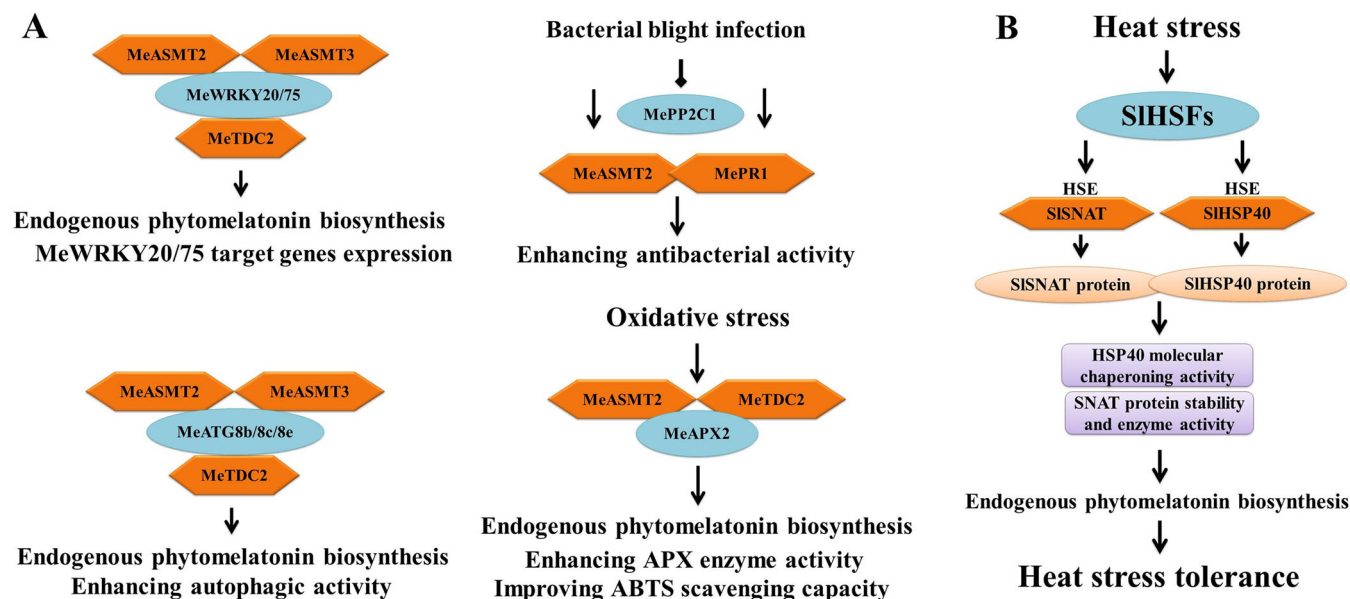 A
MeASMT2
MeASMT3
MeWRKY20/75
MeTDC2
Endogenous phytomelatonin biosynthesis
MeWRKY20/75 target genes expression
Bacterial blight infection
MePP2C1
MeASMT2
MePR1
Enhancing antibacterial activity
MeASMT2
MeASMT3
MeATG8b/8c/8e
MeTDC2
Endogenous phytomelatonin biosynthesis
Enhancing autophagic activity
Oxidative stress
MeASMT2
MeTDC2
MeAPX2
Endogenous phytomelatonin biosynthesis
Enhancing APX enzyme activity
Improving ABTS scavenging capacity
B
Heat stress
SlHSFs
HSE
HSE
SlSNAT
SlHSP40
SlSNAT protein
SlHSP40 protein
HSP40 molecular
chaperoning activity
SNAT protein stability
and enzyme activity
Endogenous phytomelatonin biosynthesis
Heat stress tolerance